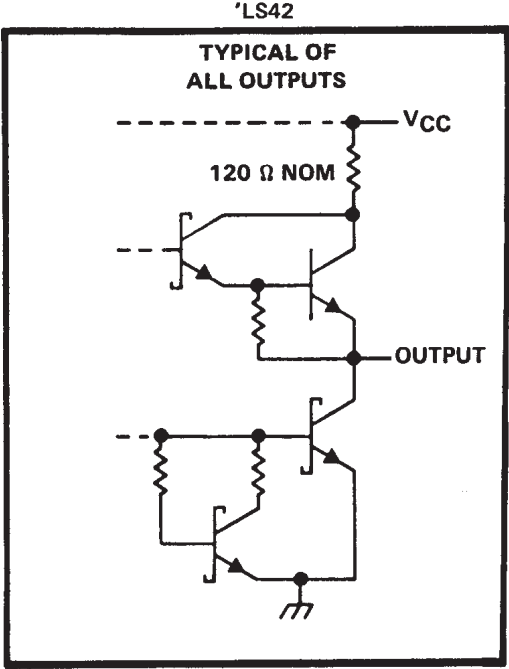 'LS42
TYPICAL OF
ALL OUTPUTS
VCC
120 Ω NOM
OUTPUT